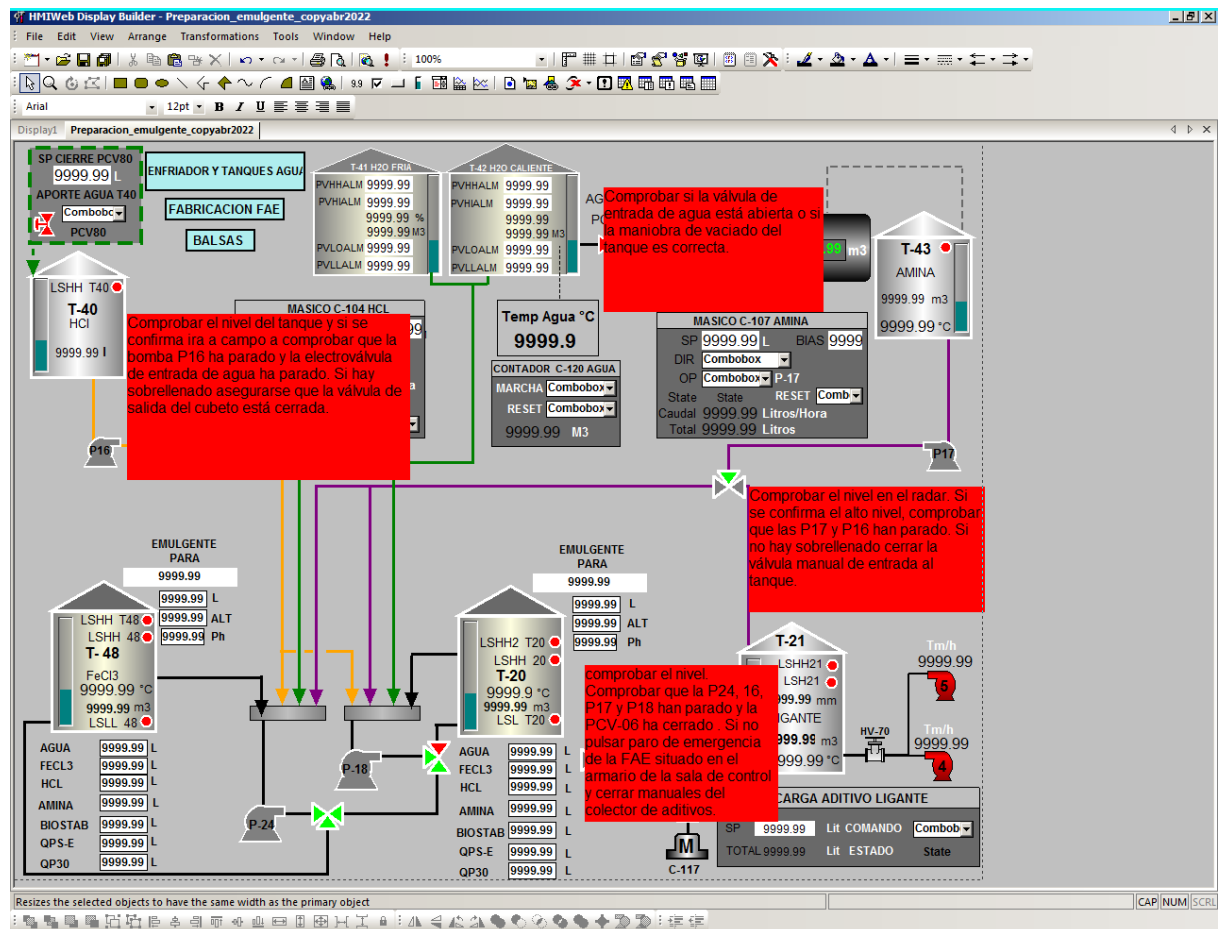 HMIWeb Display Builder - Preparacion_emulgente_copyabr2022
File Edit View Arrange Transformations Tools Window Help
100%
Arial 12pt B I U
Display1 Preparacion_emulgente_copyabr2022
SP CIERRE PCV80
9999.99 L
APORTE AGUA T40
Combobc
PCV80
ENFRIADOR Y TANQUES AGUA
FABRICACION FAE
BALSAS
T-41 H2O FRIA
PVHHALM 9999.99
PVHIALM 9999.99
9999.99 %
9999.99 M3
PVLOALM 9999.99
PVLLALM 9999.99
T-42 H2O CALIENTE
PVHHALM 9999.99
PVHIALM 9999.99
9999.99
9999.99 M3
PVLOALM 9999.99
PVLLALM 9999.99
Comprobar si la válvula de
entrada de agua está abierta o si
la maniobra de vaciado del
tanque es correcta.
.99 m3
T-43
AMINA
9999.99 m3
9999.99 °C
LSHH T40
T-40
HCl
9999.99 l
MASICO C-104 HCL
Comprobar el nivel del tanque y si se
confirma ira a campo a comprobar que la
bomba P16 ha parado y la electroválvula
de entrada de agua ha parado. Si hay
sobrellenado asegurarse que la válvula de
salida del cubeto está cerrada.
Temp Agua °C
9999.9
CONTADOR C-120 AGUA
MARCHA Combobox
RESET Combobox
9999.99 M3
MASICO C-107 AMINA
SP 9999.99 L BIAS 9999
DIR Combobox
OP Combobox P-17
State State RESET Comb
Caudal 9999.99 Litros/Hora
Total 9999.99 Litros
P16
P17
Comprobar el nivel en el radar. Si
se confirma el alto nivel, comprobar
que las P17 y P16 han parado. Si
no hay sobrellenado cerrar la
válvula manual de entrada al
tanque.
EMULGENTE
PARA
9999.99
9999.99 L
9999.99 ALT
9999.99 Ph
LSHH T48
LSHH 48
T- 48
FeCl3
9999.99 °C
9999.99 m3
LSLL 48
AGUA 9999.99 L
FECL3 9999.99 L
HCL 9999.99 L
AMINA 9999.99 L
BIOSTAB 9999.99 L
QPS-E 9999.99 L
QP30 9999.99 L
P-24
P-18
EMULGENTE
PARA
9999.99
9999.99 L
9999.99 ALT
9999.99 Ph
LSHH2 T20
LSHH 20
T-20
9999.9 °C
9999.99 m3
LSL T20
AGUA 9999.99 L
FECL3 9999.99 L
HCL 9999.99 L
AMINA 9999.99 L
BIOSTAB 9999.99 L
QPS-E 9999.99 L
QP30 9999.99 L
comprobar el nivel.
Comprobar que la P24, 16,
P17 y P18 han parado y la
PCV-06 ha cerrado . Si no
pulsar paro de emergencia
de la FAE situado en el
armario de la sala de control
y cerrar manuales del
colector de aditivos.
M
C-117
T-21
LSHH21
LSH21
999.99 mm
IGANTE
999.99 m3
999.99 °C
HV-70
Tm/h
9999.99
5
Tm/h
9999.99
4
CARGA ADITIVO LIGANTE
SP 9999.99 Lit COMANDO Combob
TOTAL 9999.99 Lit ESTADO State
Resizes the selected objects to have the same width as the primary object
CAP NUM SCRL